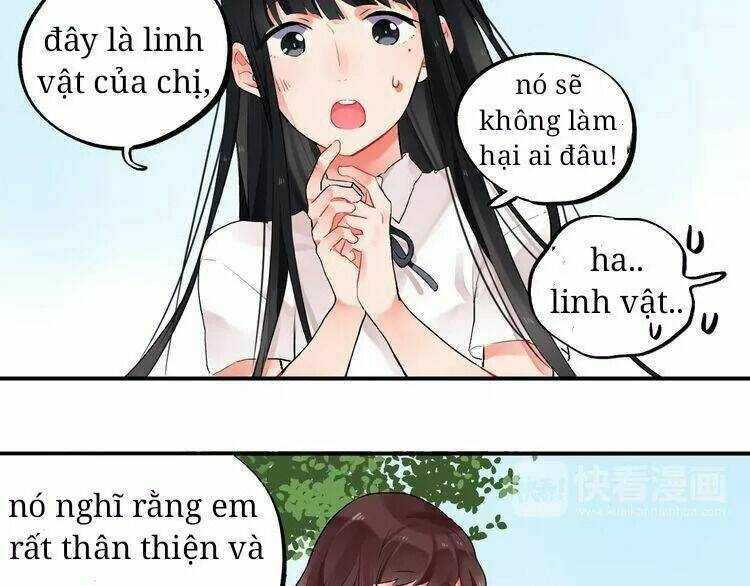 đây là linh
vật của chị,
nó sẽ
không làm
hại ai đâu!
ha..
linh vật..
快看漫画
nó nghĩ rằng em
rất thân thiện và